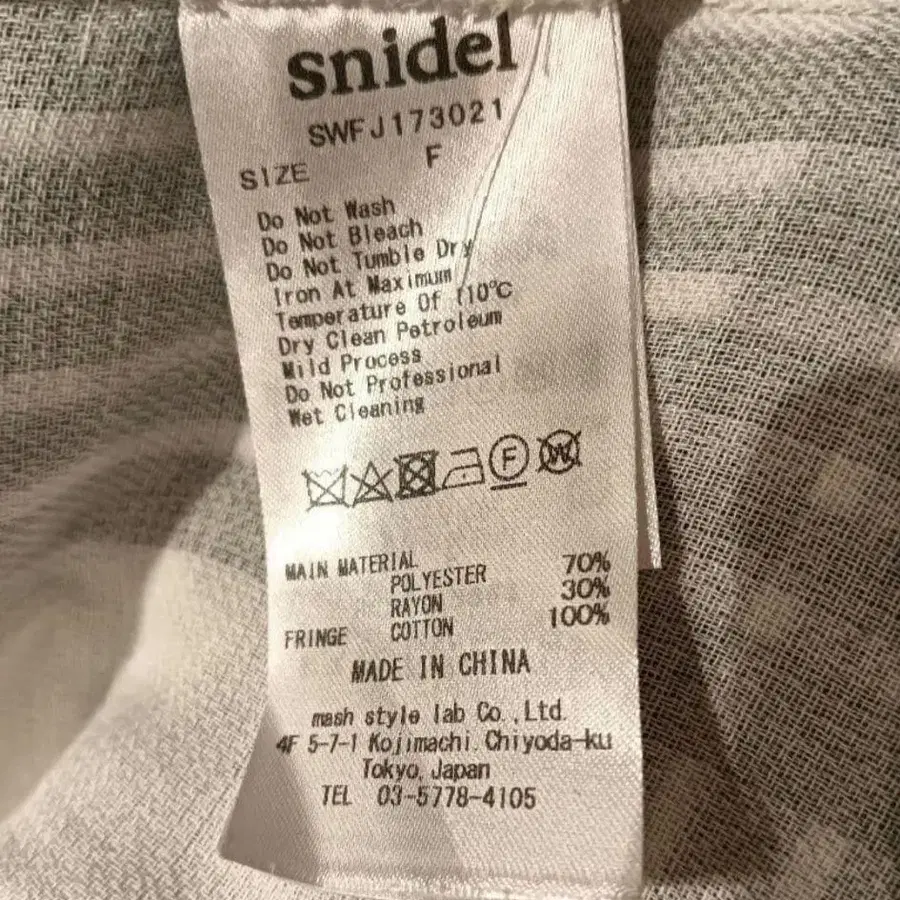 snidel
SWFJ173021
SIZE F
Do Not Wash
Do Not Bleach
Do Not Tumble Dry
Iron At Maximum
Temperature Of 110℃
Dry Clean Petroleum
Mild Process
Do Not Professional
Wet Cleaning
F W
MAIN MATERIAL
POLYESTER 70%
RAYON 30%
FRINGE COTTON 100%
MADE IN CHINA
mash style lab Co.,Ltd.
4F 5-7-1 Kojimachi.Chiyoda-ku
Tokyo, Japan
TEL 03-5778-4105